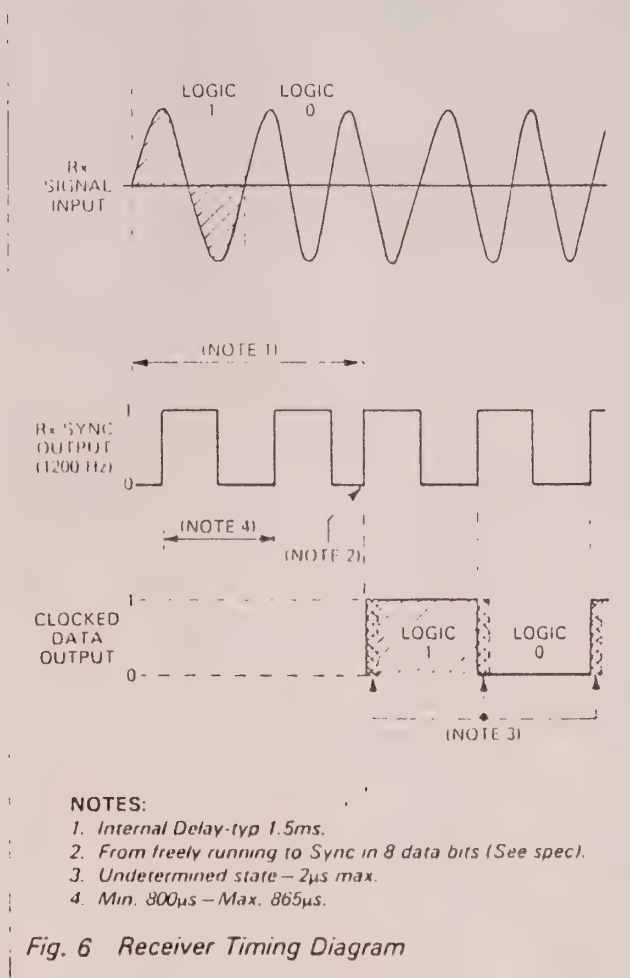 LOGIC
1
LOGIC
0
Rx
SIGNAL
INPUT
(NOTE 1)
Rx SYNC
OUTPUT
(1200 Hz)
1
0
(NOTE 4)
(NOTE 2)
CLOCKED
DATA
OUTPUT
1
0
LOGIC
1
LOGIC
0
(NOTE 3)
NOTES:
1. Internal Delay-typ 1.5ms.
2. From freely running to Sync in 8 data bits (See spec).
3. Undetermined state – 2µs max.
4. Min. 800µs – Max. 865µs.
Fig. 6 Receiver Timing Diagram